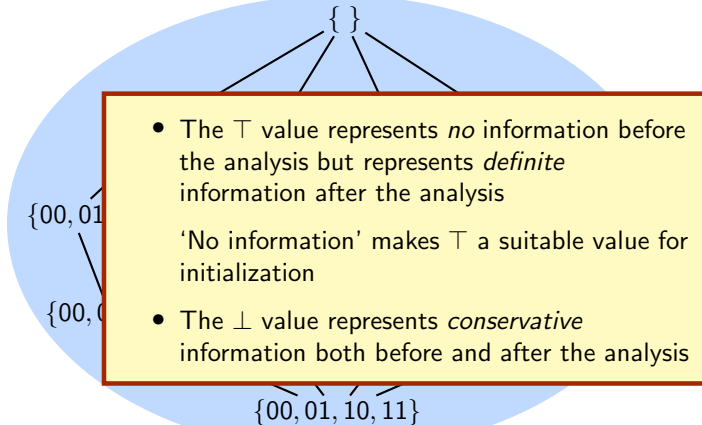 { }
• The ⊤ value represents no information before
the analysis but represents definite
information after the analysis
{00, 01
‘No information’ makes ⊤ a suitable value for
initialization
{00,
• The ⊥ value represents conservative
information both before and after the analysis
{00, 01, 10, 11}